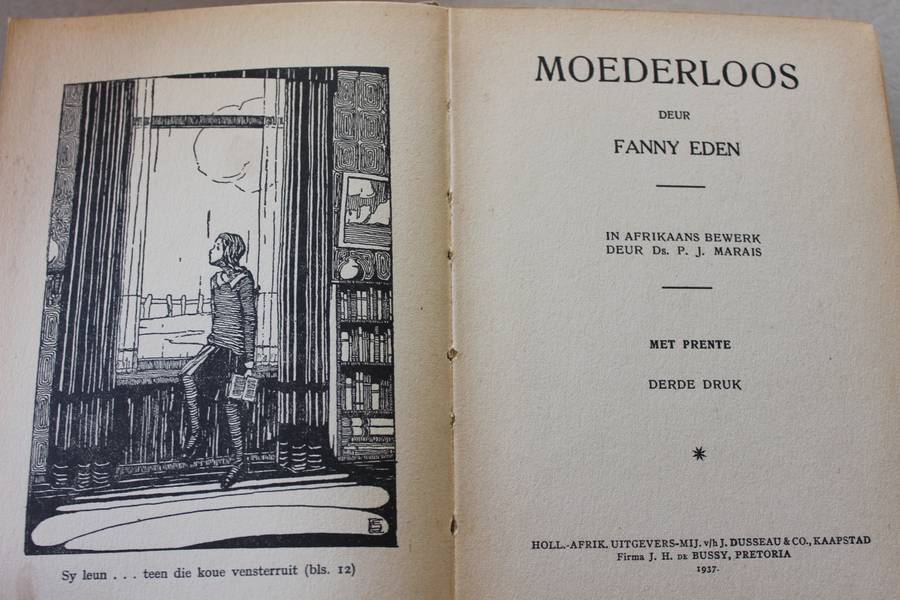 Sy leun . . . teen die koue vensterruit (bls. 12)
MOEDERLOOS
DEUR
FANNY EDEN
IN AFRIKAANS BEWERK
DEUR Ds. P. J. MARAIS
MET PRENTE
DERDE DRUK
HOLL.-AFRIK. UITGEVERS-MIJ. v/h J. DUSSEAU & CO., KAAPSTAD
Firma J. H. DE BUSSY, PRETORIA
1937.